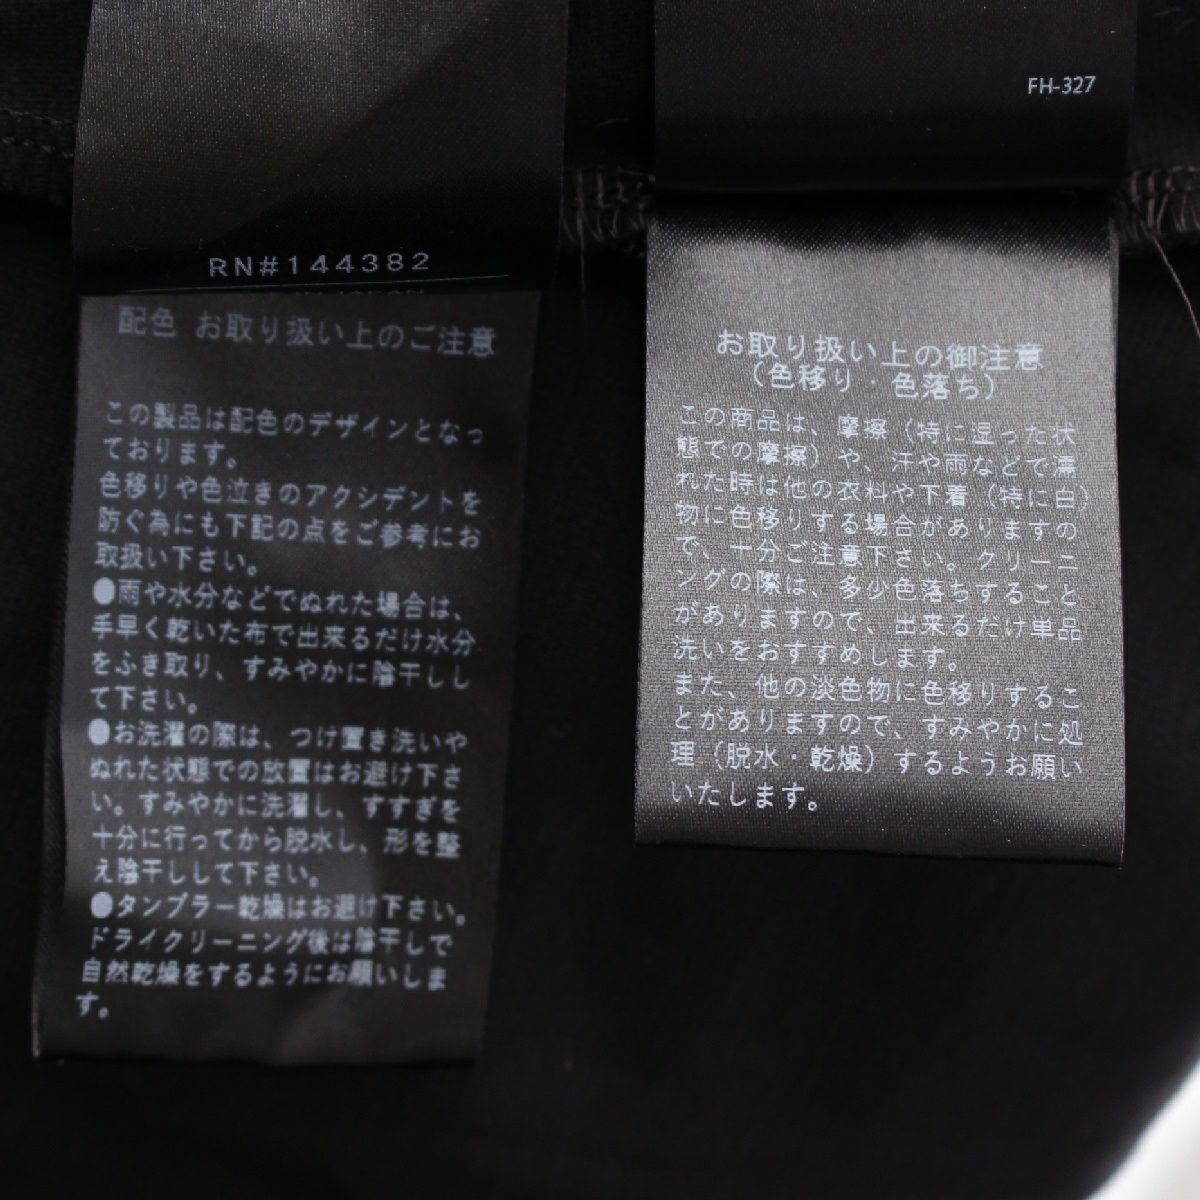 RN#144382
配色 お取り扱い上のご注意
この製品は配色のデザインとなっ
ております。
色移りや色泣きのアクシデントを
防ぐ為にも下記の点をご参考にお
取扱い下さい。
●雨や水分などでぬれた場合は、
手早く乾いた布で出来るだけ水分
をふき取り、すみやかに陰干しし
て下さい。
●お洗濯の際は、つけ置き洗いや
ぬれた状態での放置はお避け下さ
い。すみやかに洗濯し、すすぎを
十分に行ってから脱水し、形を整
え陰干しして下さい。
●タンブラー乾燥はお避け下さい。
ドライクリーニング後は陰干しで
自然乾燥をするようにお願いしま
す。
FH-327
お取り扱い上の御注意
（色移り・色落ち）
この商品は、摩擦（特に湿った状
態での摩擦）や、汗や雨などで濡
れた時は他の衣料や下着（特に白）
物に色移りする場合がありますの
で、十分ご注意下さい。クリーニ
ングの際は、多少色落ちすること
がありますので、出来るだけ単品
洗いをおすすめします。
また、他の淡色物に色移りするこ
とがありますので、すみやかに処
理（脱水・乾燥）するようお願い
いたします。